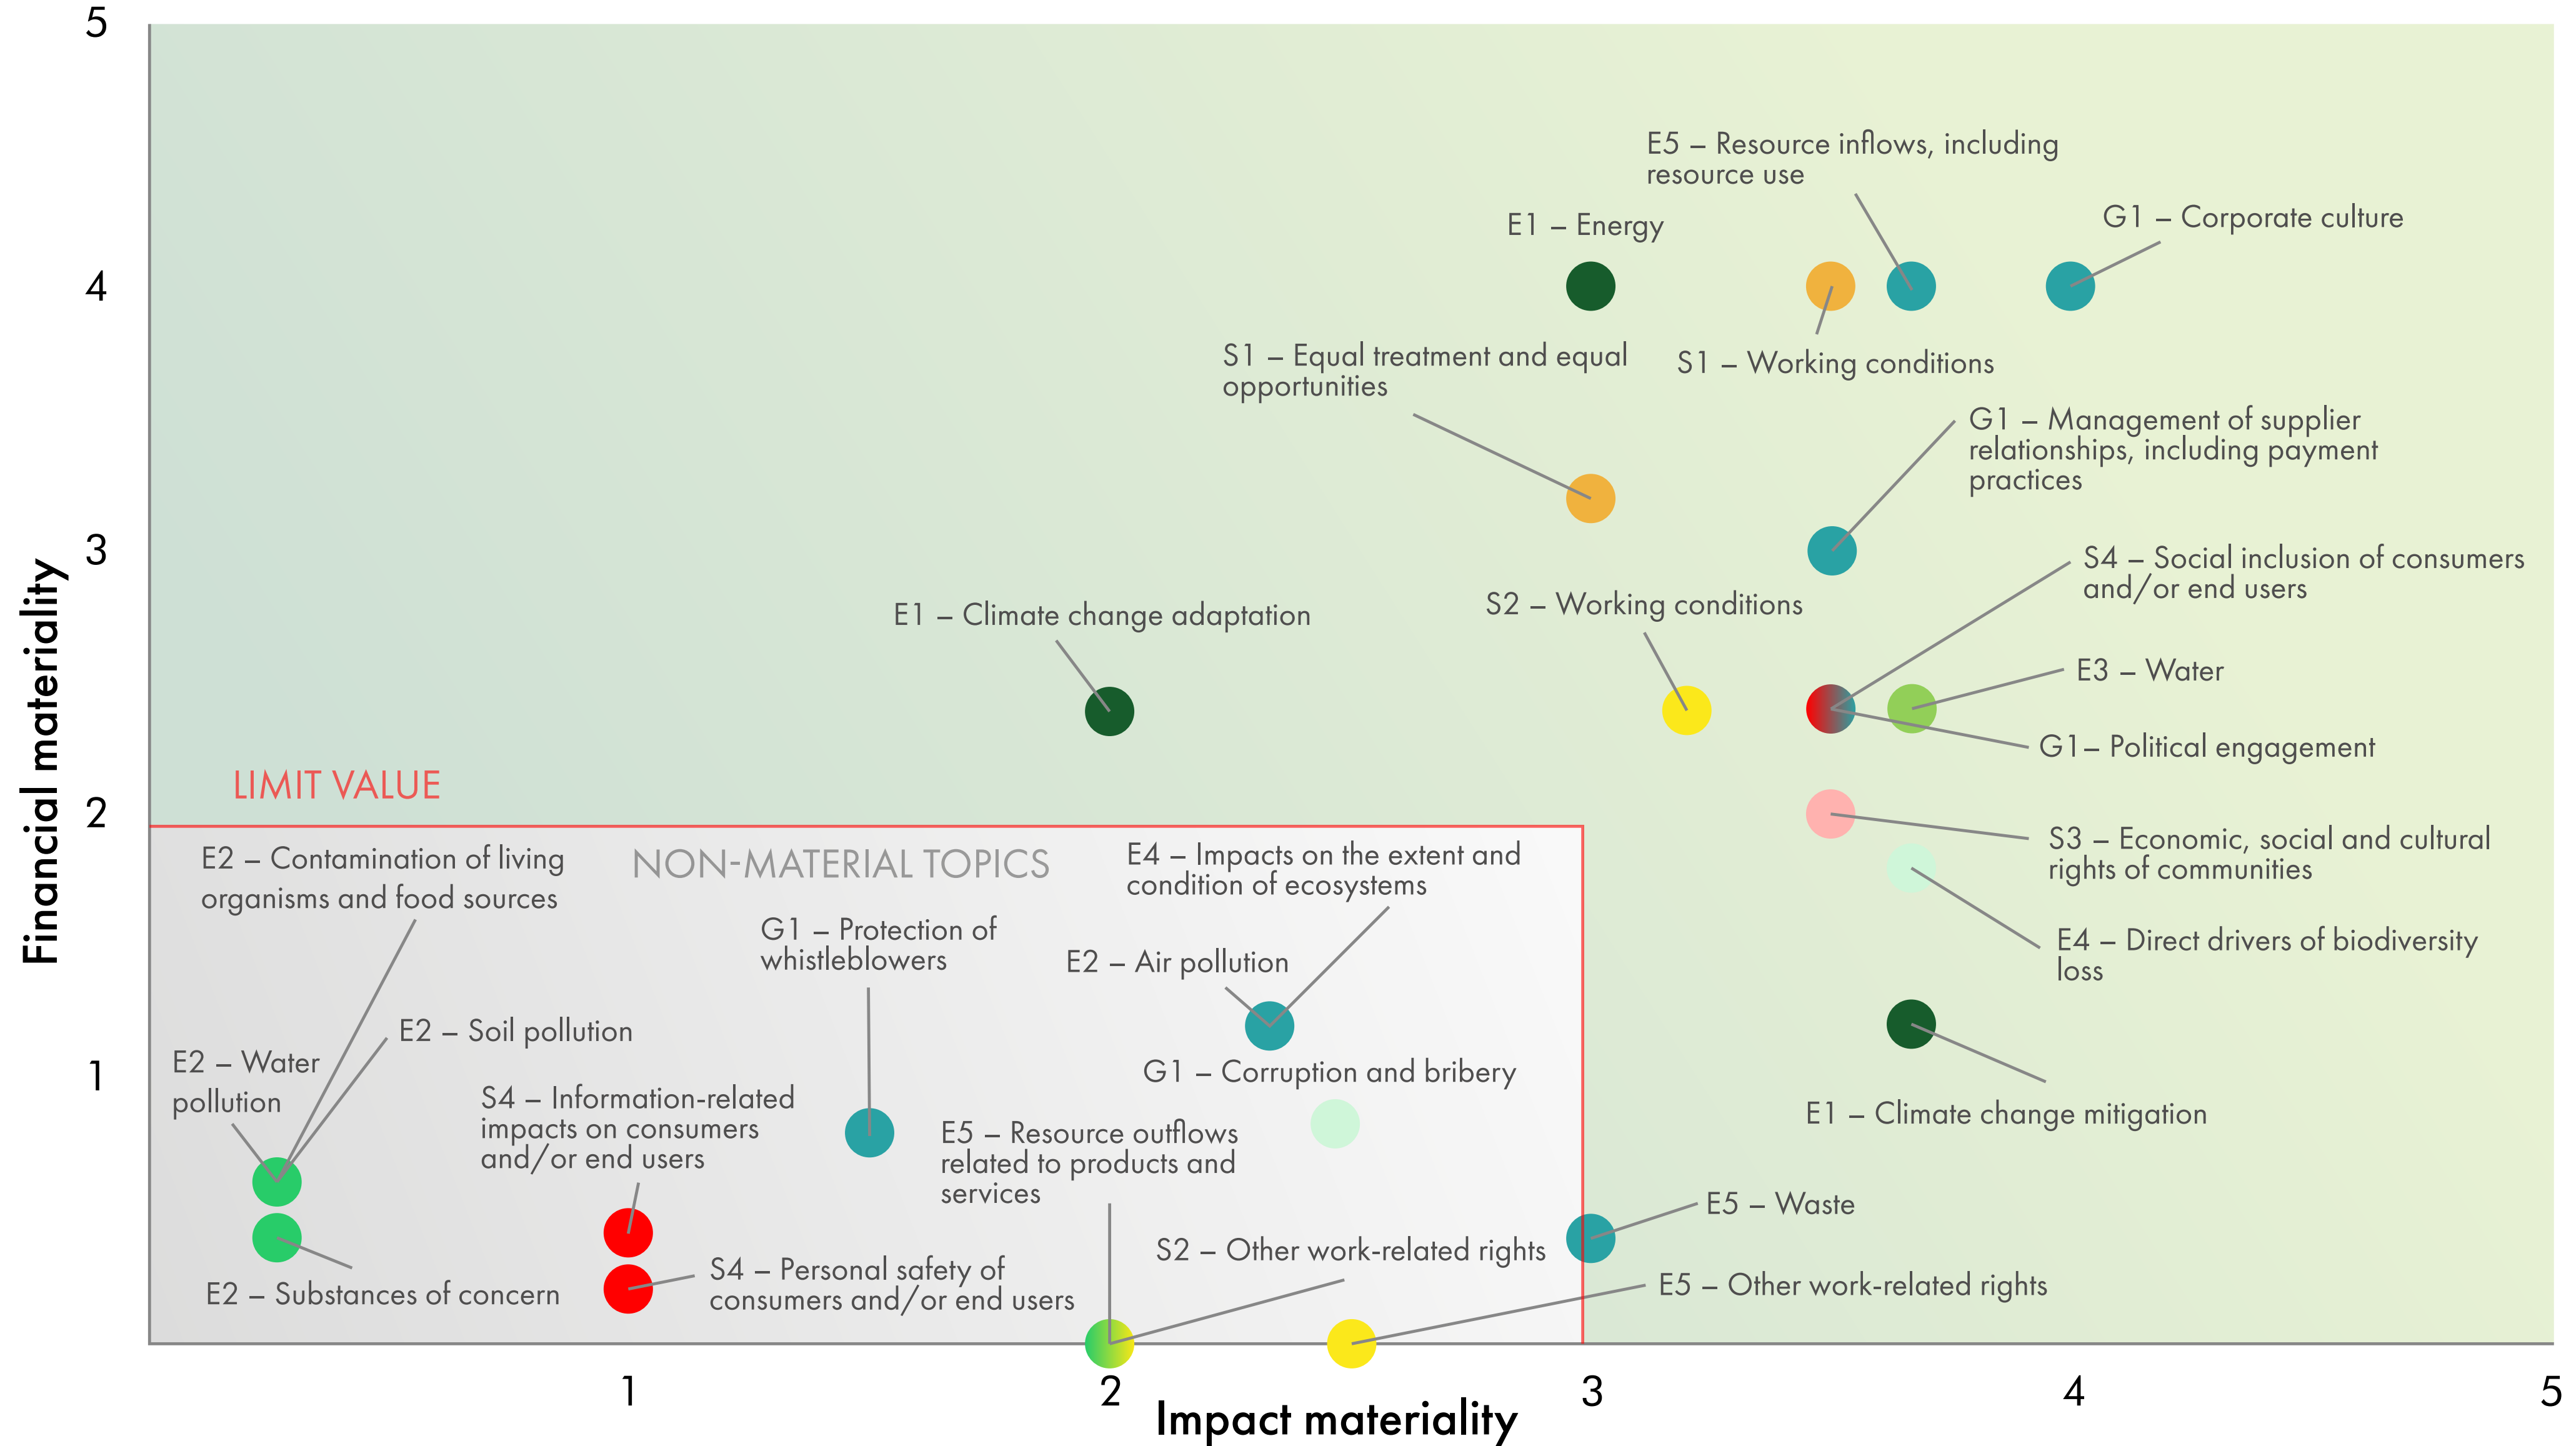 5
E5 – Resource inflows, including
resource use
G1 – Corporate culture
E1 – Energy
4
S1 – Equal treatment and equal
opportunities
S1 – Working conditions
G1 – Management of supplier
relationships, including payment
practices
3
S4 – Social inclusion of consumers
and/or end users
S2 – Working conditions
E1 – Climate change adaptation
E3 – Water
G1– Political engagement
Financial materiality
LIMIT VALUE
2
S3 – Economic, social and cultural
rights of communities
NON-MATERIAL TOPICS
E2 – Contamination of living
organisms and food sources
E4 – Impacts on the extent and
condition of ecosystems
G1 – Protection of
whistleblowers
E2 – Air pollution
E4 – Direct drivers of biodiversity
loss
E2 – Soil pollution
E2 – Water
pollution
1
G1 – Corruption and bribery
S4 – Information-related
impacts on consumers
and/or end users
E1 – Climate change mitigation
E5 – Resource outflows
related to products and
services
E5 – Waste
S2 – Other work-related rights
S4 – Personal safety of
consumers and/or end users
E5 – Other work-related rights
E2 – Substances of concern
1
2
3
4
5
Impact materiality